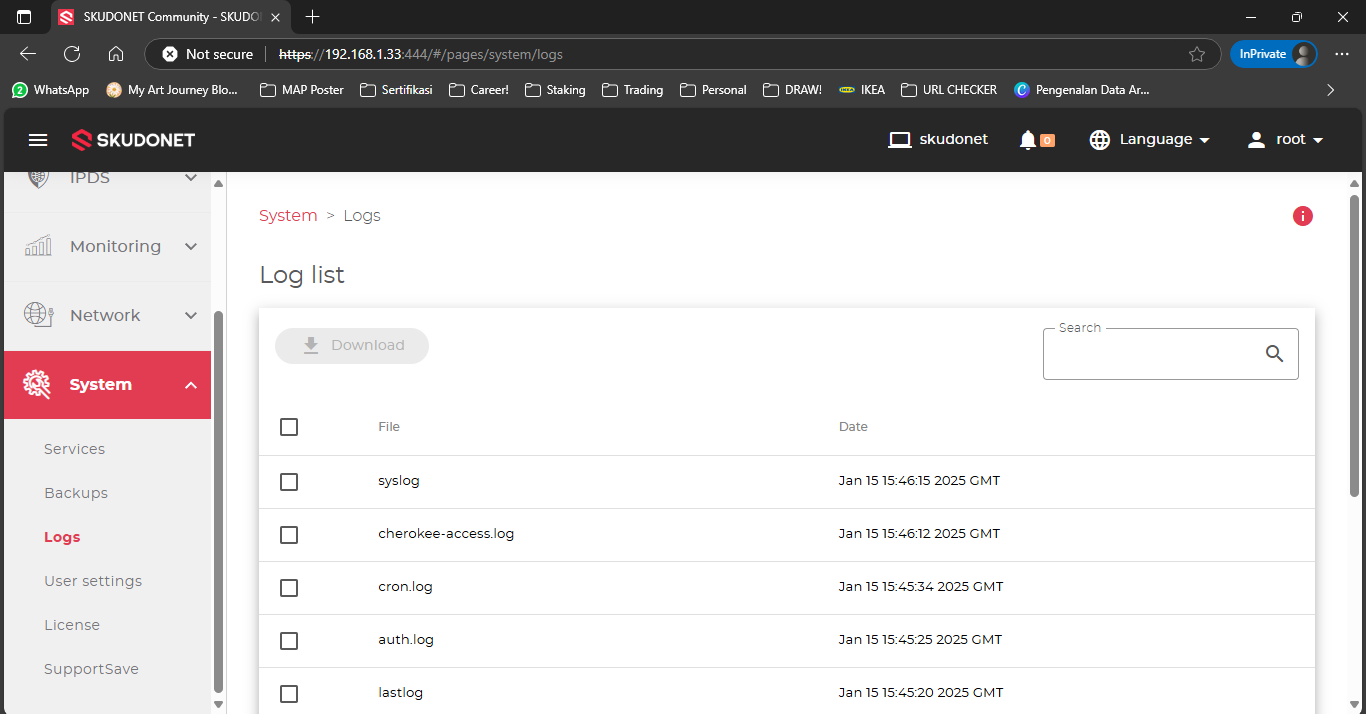 SKUDONET Community - SKUDO
Not secure
https://192.168.1.33:444/#/pages/system/logs
InPrivate
2
WhatsApp
My Art Journey Blo...
MAP Poster
Sertifikasi
Career!
Staking
Trading
Personal
DRAW!
IKEA
IKEA
URL CHECKER
C
Pengenalan Data Ar...
SKUDONET
skudonet
0
Language
root
IPDS
Monitoring
Network
System
Services
Backups
Logs
User settings
License
SupportSave
System > Logs
i
Log list
Download
Search
File Date
syslog Jan 15 15:46:15 2025 GMT
cherokee-access.log Jan 15 15:46:12 2025 GMT
cron.log Jan 15 15:45:34 2025 GMT
auth.log Jan 15 15:45:25 2025 GMT
lastlog Jan 15 15:45:20 2025 GMT